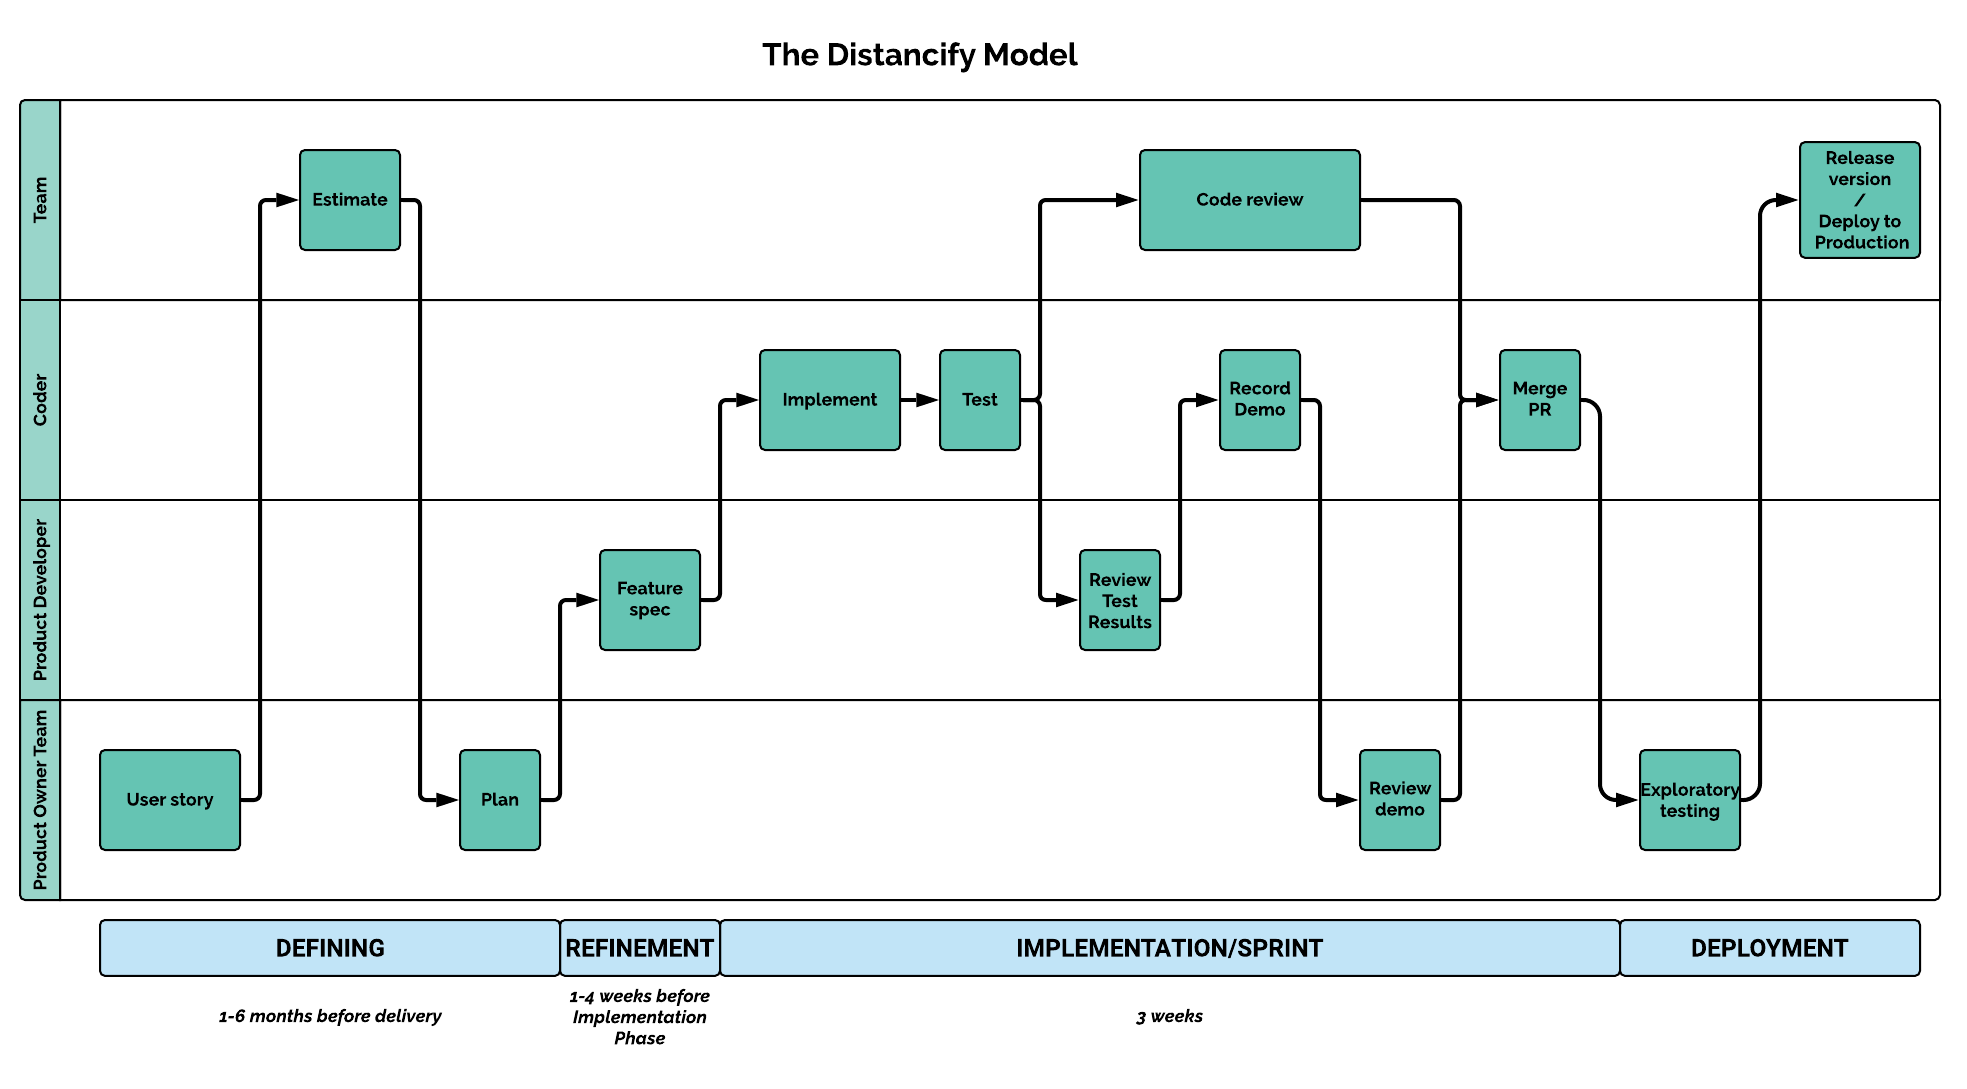 The Distancify Model
Team
Estimate
Code review
Release
version
/
Deploy to
Production
Coder
Implement
Test
Record
Demo
Merge
PR
Product Developer
Feature
spec
Review
Test
Results
Product Owner Team
User story
Plan
Review
demo
Exploratory
testing
DEFINING
REFINEMENT
IMPLEMENTATION/SPRINT
DEPLOYMENT
1-6 months before delivery
1-4 weeks before
Implementation
Phase
3 weeks